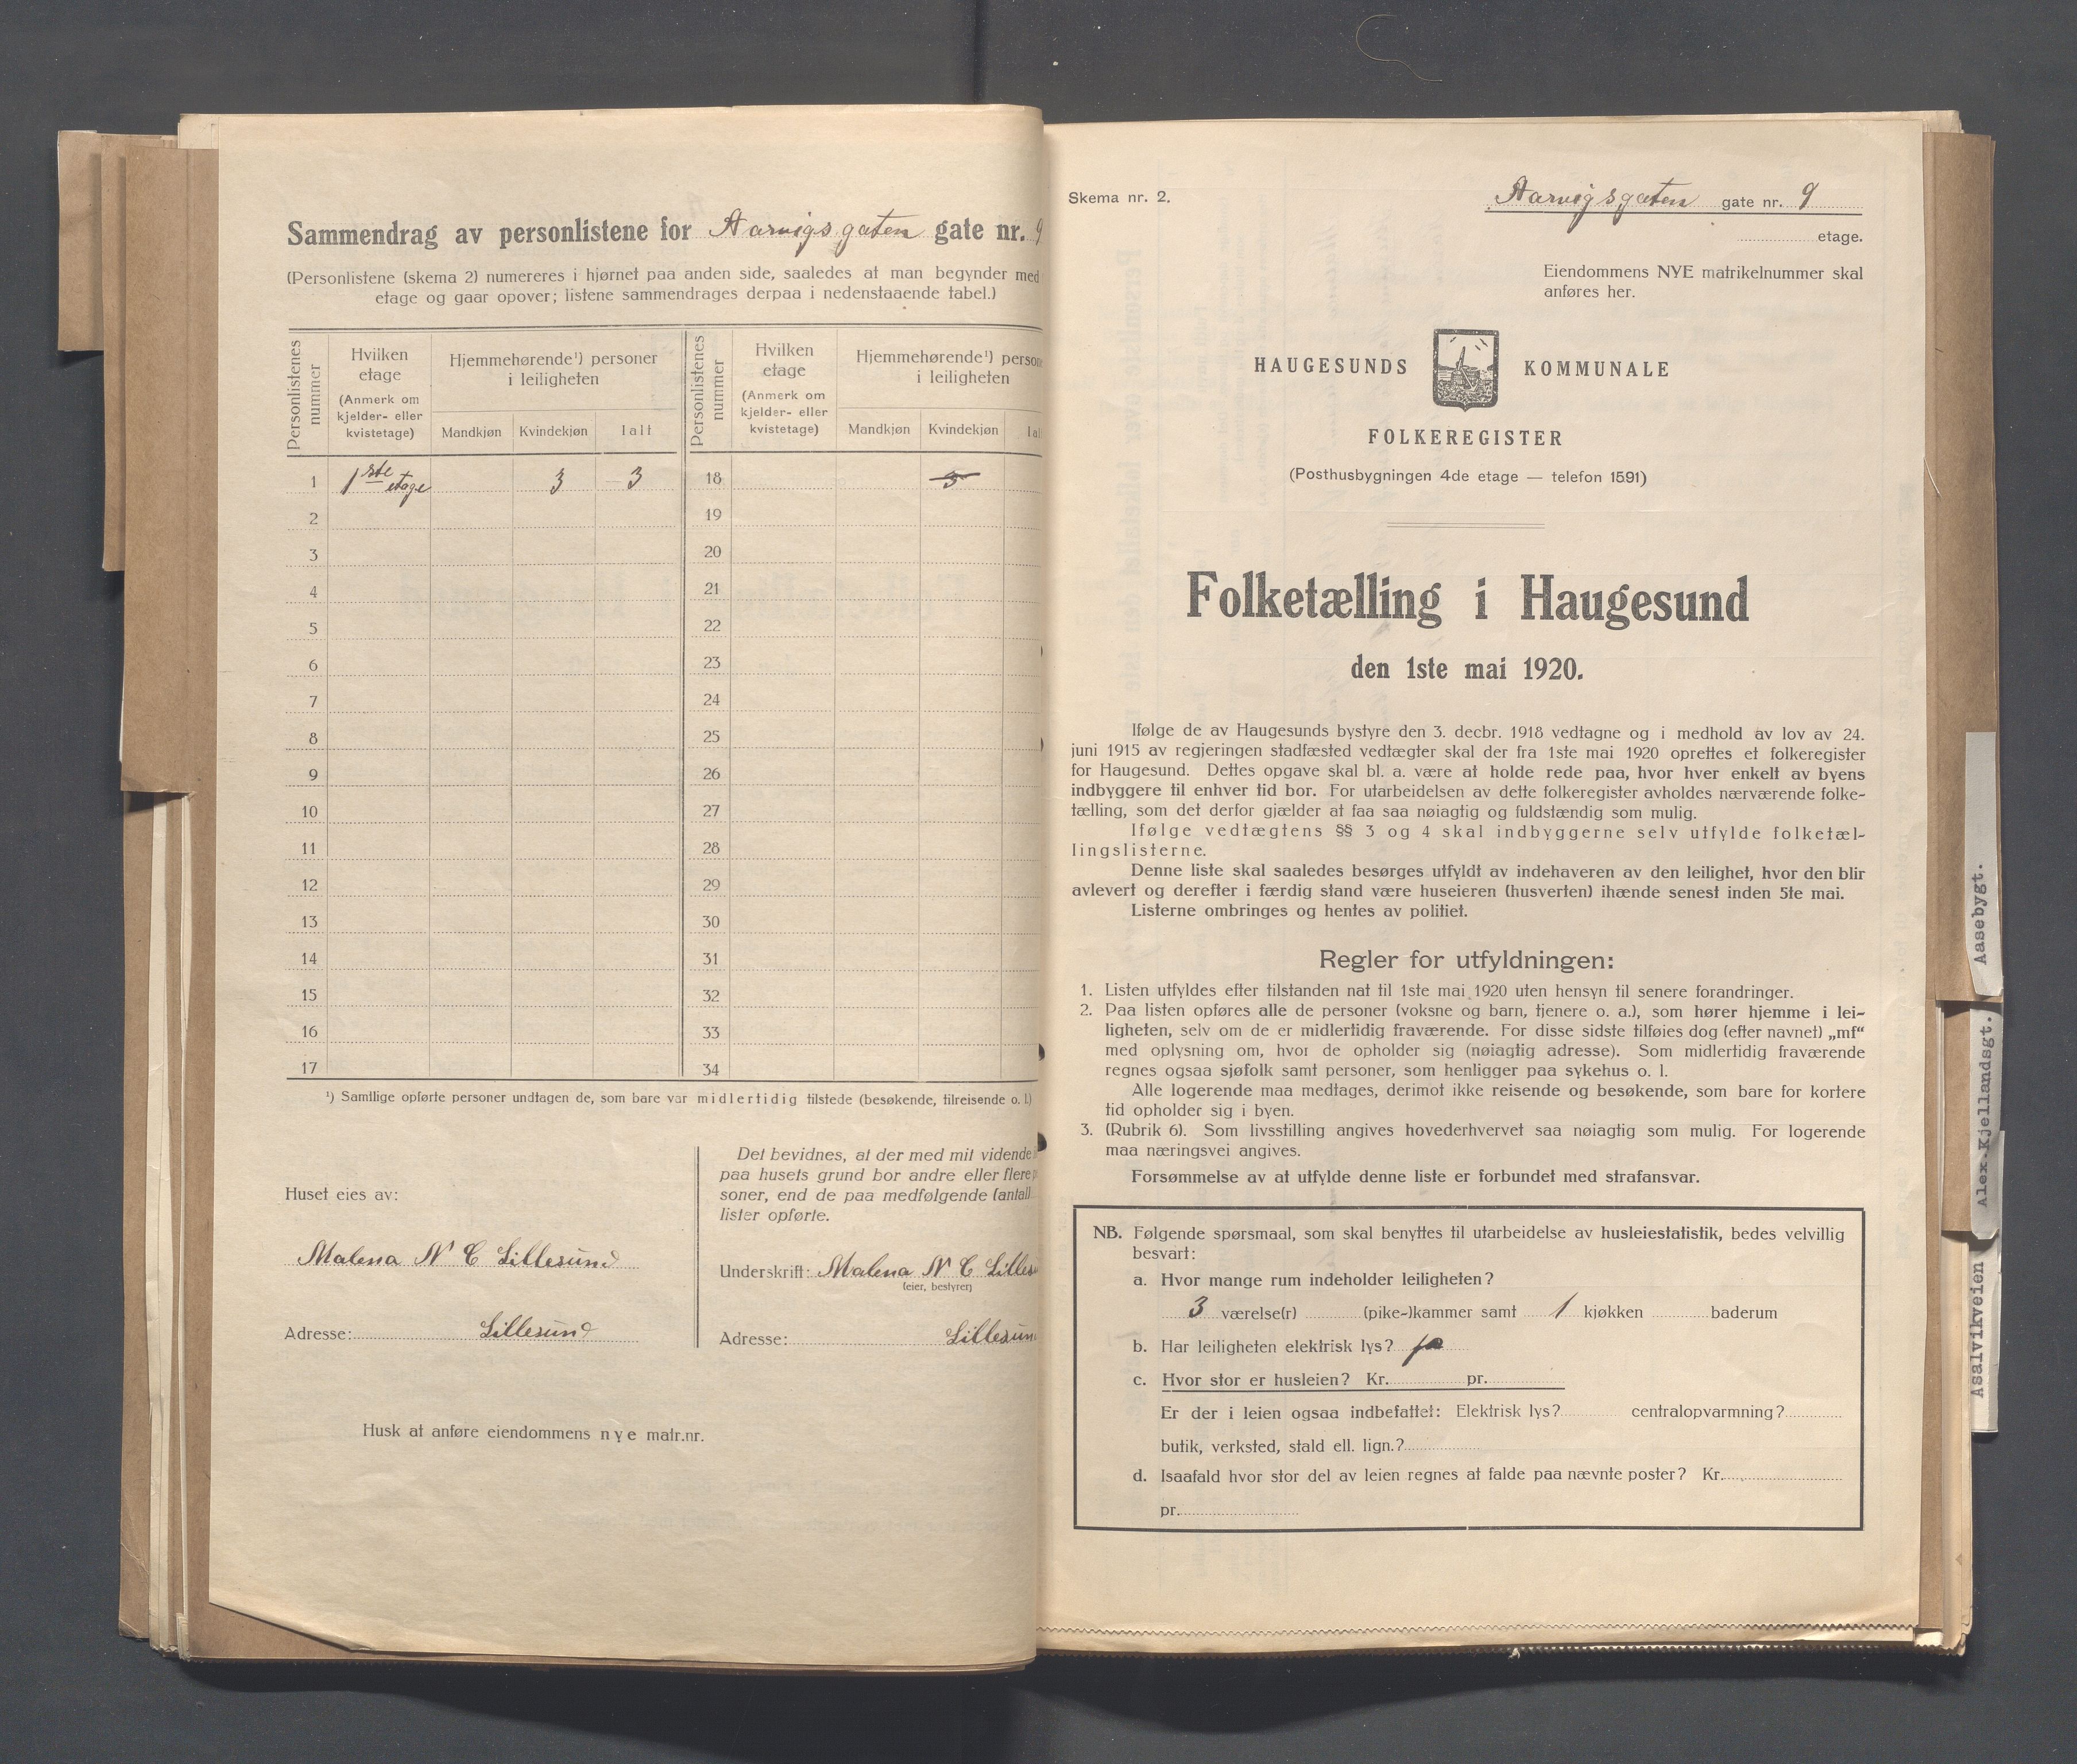 Sammendrag av personlistene for Aarvigsgaten gate nr. 9
(Personlistene (skema 2) numereres i hjørnet paa anden side, saaledes at man begynder med
etage og gaar opover; listene sammendrages derpaa i nedenstaaende tabel.)
Personlistenes nummer
Hvilken etage
(Anmerk om kjelder- eller kvistetage)
Hjemmehørende¹) personer i leiligheten
Mandkjøn Kvindekjøn Ialt
Personlistenes nummer
Hvilken etage
(Anmerk om kjelder- eller kvistetage)
Hjemmehørende¹) persone
i leiligheten
Mandkjøn Kvindekjøn Ial
1 1ste etage 3 3 18 3
2 19
3 20
4 21
5 22
6 23
7 24
8 25
9 26
10 27
11 28
12 29
13 30
14 31
15 32
16 33
17 34
¹) Samtlige opførte personer undtagen de, som bare var midlertidig tilstede (besøkende, tilreisende o. l.)
Huset eies av:
Malena N C Lillesund
Adresse: Lillesund
Det bevidnes, at der med mit vidende
paa husets grund bor andre eller flere p
soner, end de paa medfølgende (antal)
lister opførte.
Underskrift: Malena N C Lillesu
(eier, bestyrer)
Adresse: Lillesun
Husk at anføre eiendommens nye matr.nr.
Skema nr. 2.
Aarvigsgaten gate nr. 9
etage.
Eiendommens NYE matrikelnummer skal
anføres her.
HAUGESUNDS KOMMUNALE
FOLKEREGISTER
(Posthusbygningen 4de etage — telefon 1591)
Folketælling i Haugesund
den 1ste mai 1920.
Ifølge de av Haugesunds bystyre den 3. decbr. 1918 vedtagne og i medhold av lov av 24.
juni 1915 av regjeringen stadfæsted vedtægter skal der fra 1ste mai 1920 oprettes et folkeregister
for Haugesund. Dettes opgave skal bl. a. være at holde rede paa, hvor hver enkelt av byens
indbyggere til enhver tid bor. For utarbeidelsen av dette folkeregister avholdes nærværende folke-
tælling, som det derfor gjælder at faa saa nøiagtig og fuldstændig som mulig.
Ifølge vedtægtens §§ 3 og 4 skal indbyggerne selv utfylde folketæl-
lingslisterne.
Denne liste skal saaledes besørges utfyldt av indehaveren av den leilighet, hvor den blir
avlevert og derefter i færdig stand være huseieren (husverten) ihænde senest inden 5te mai.
Listerne ombringes og hentes av politiet.
Regler for utfyldningen:
1. Listen utfyldes efter tilstanden nat til 1ste mai 1920 uten hensyn til senere forandringer.
2. Paa listen opføres alle de personer (voksne og barn, tjenere o. a.), som hører hjemme i lei-
ligheten, selv om de er midlertidig fraværende. For disse sidste tilføies dog (efter navnet) „mf“
med oplysning om, hvor de opholder sig (nøiagtig adresse). Som midlertidig fraværende
regnes ogsaa sjøfolk samt personer, som henligger paa sykehus o. l.
Alle logerende maa medtages, derimot ikke reisende og besøkende, som bare for kortere
tid opholder sig i byen.
3. (Rubrik 6). Som livsstilling angives hovederhvervet saa nøiagtig som mulig. For logerende
maa næringsvei angives.
Forsømmelse av at utfylde denne liste er forbundet med strafansvar.
NB. Følgende spørsmaal, som skal benyttes til utarbeidelse av husleiestatistik, bedes velvillig
besvart:
a. Hvor mange rum indeholder leiligheten?
3 værelse(r) (pike-)kammer samt 1 kjøkken baderum
b. Har leiligheten elektrisk lys? ja
c. Hvor stor er husleien? Kr. pr.
Er der i leien ogsaa indbefattet: Elektrisk lys? centralopvarmning?
butik, verksted, stald ell. lign.?
d. Isaafald hvor stor del av leien regnes at falde paa nævnte poster? Kr.
pr.
Aasebygt.
Alex.Kjellandsgt.
Asalvikveien